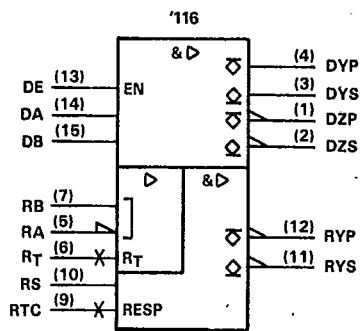 '116
& ▷
DE (13) EN
DA (14)
DB (15)
(4) DYP
(3) DYS
(1) DZP
(2) DZS
▷ & ▷
RB (7)
RA (5)
RT (6) RT
RS (10)
RTC (9) RESP
(12) RYP
(11) RYS